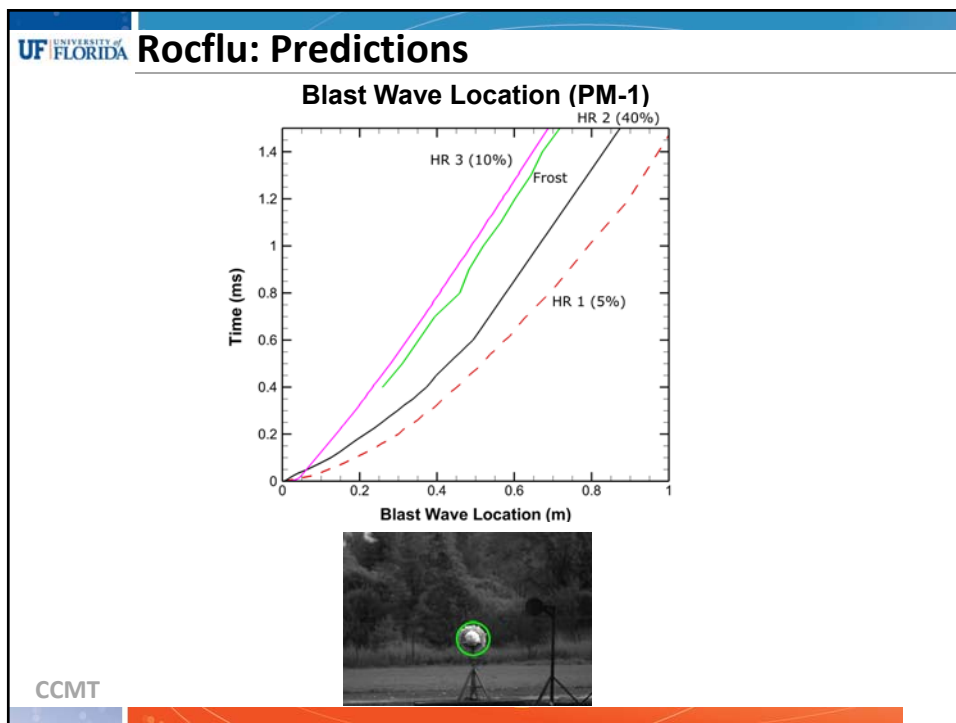 UF UNIVERSITY of FLORIDA Rocflu: Predictions
Blast Wave Location (PM-1)
HR 2 (40%)
HR 3 (10%)
Frost
HR 1 (5%)
Time (ms)
1.4
1.2
1
0.8
0.6
0.4
0.2
0
0
0.2
0.4
0.6
0.8
1
Blast Wave Location (m)
CCMT